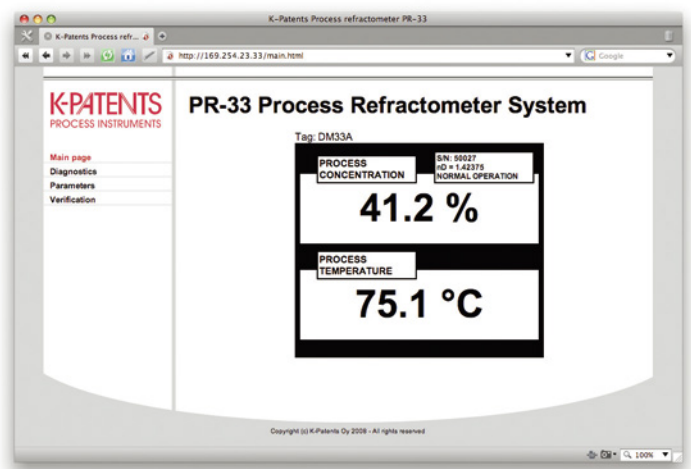 K-Patents Process refractometer PR-33
K-Patents Process refr...
http://169.254.23.33/main.html
Google
K-PATENTS
PROCESS INSTRUMENTS
PR-33 Process Refractometer System
Tag: DM33A
Main page
Diagnostics
Parameters
Verification
PROCESS
CONCENTRATION
S/N: 50027
nD = 1.42375
NORMAL OPERATION
41.2 %
PROCESS
TEMPERATURE
75.1 °C
Copyright (c) K-Patents Oy 2008 - All rights reserved
100%